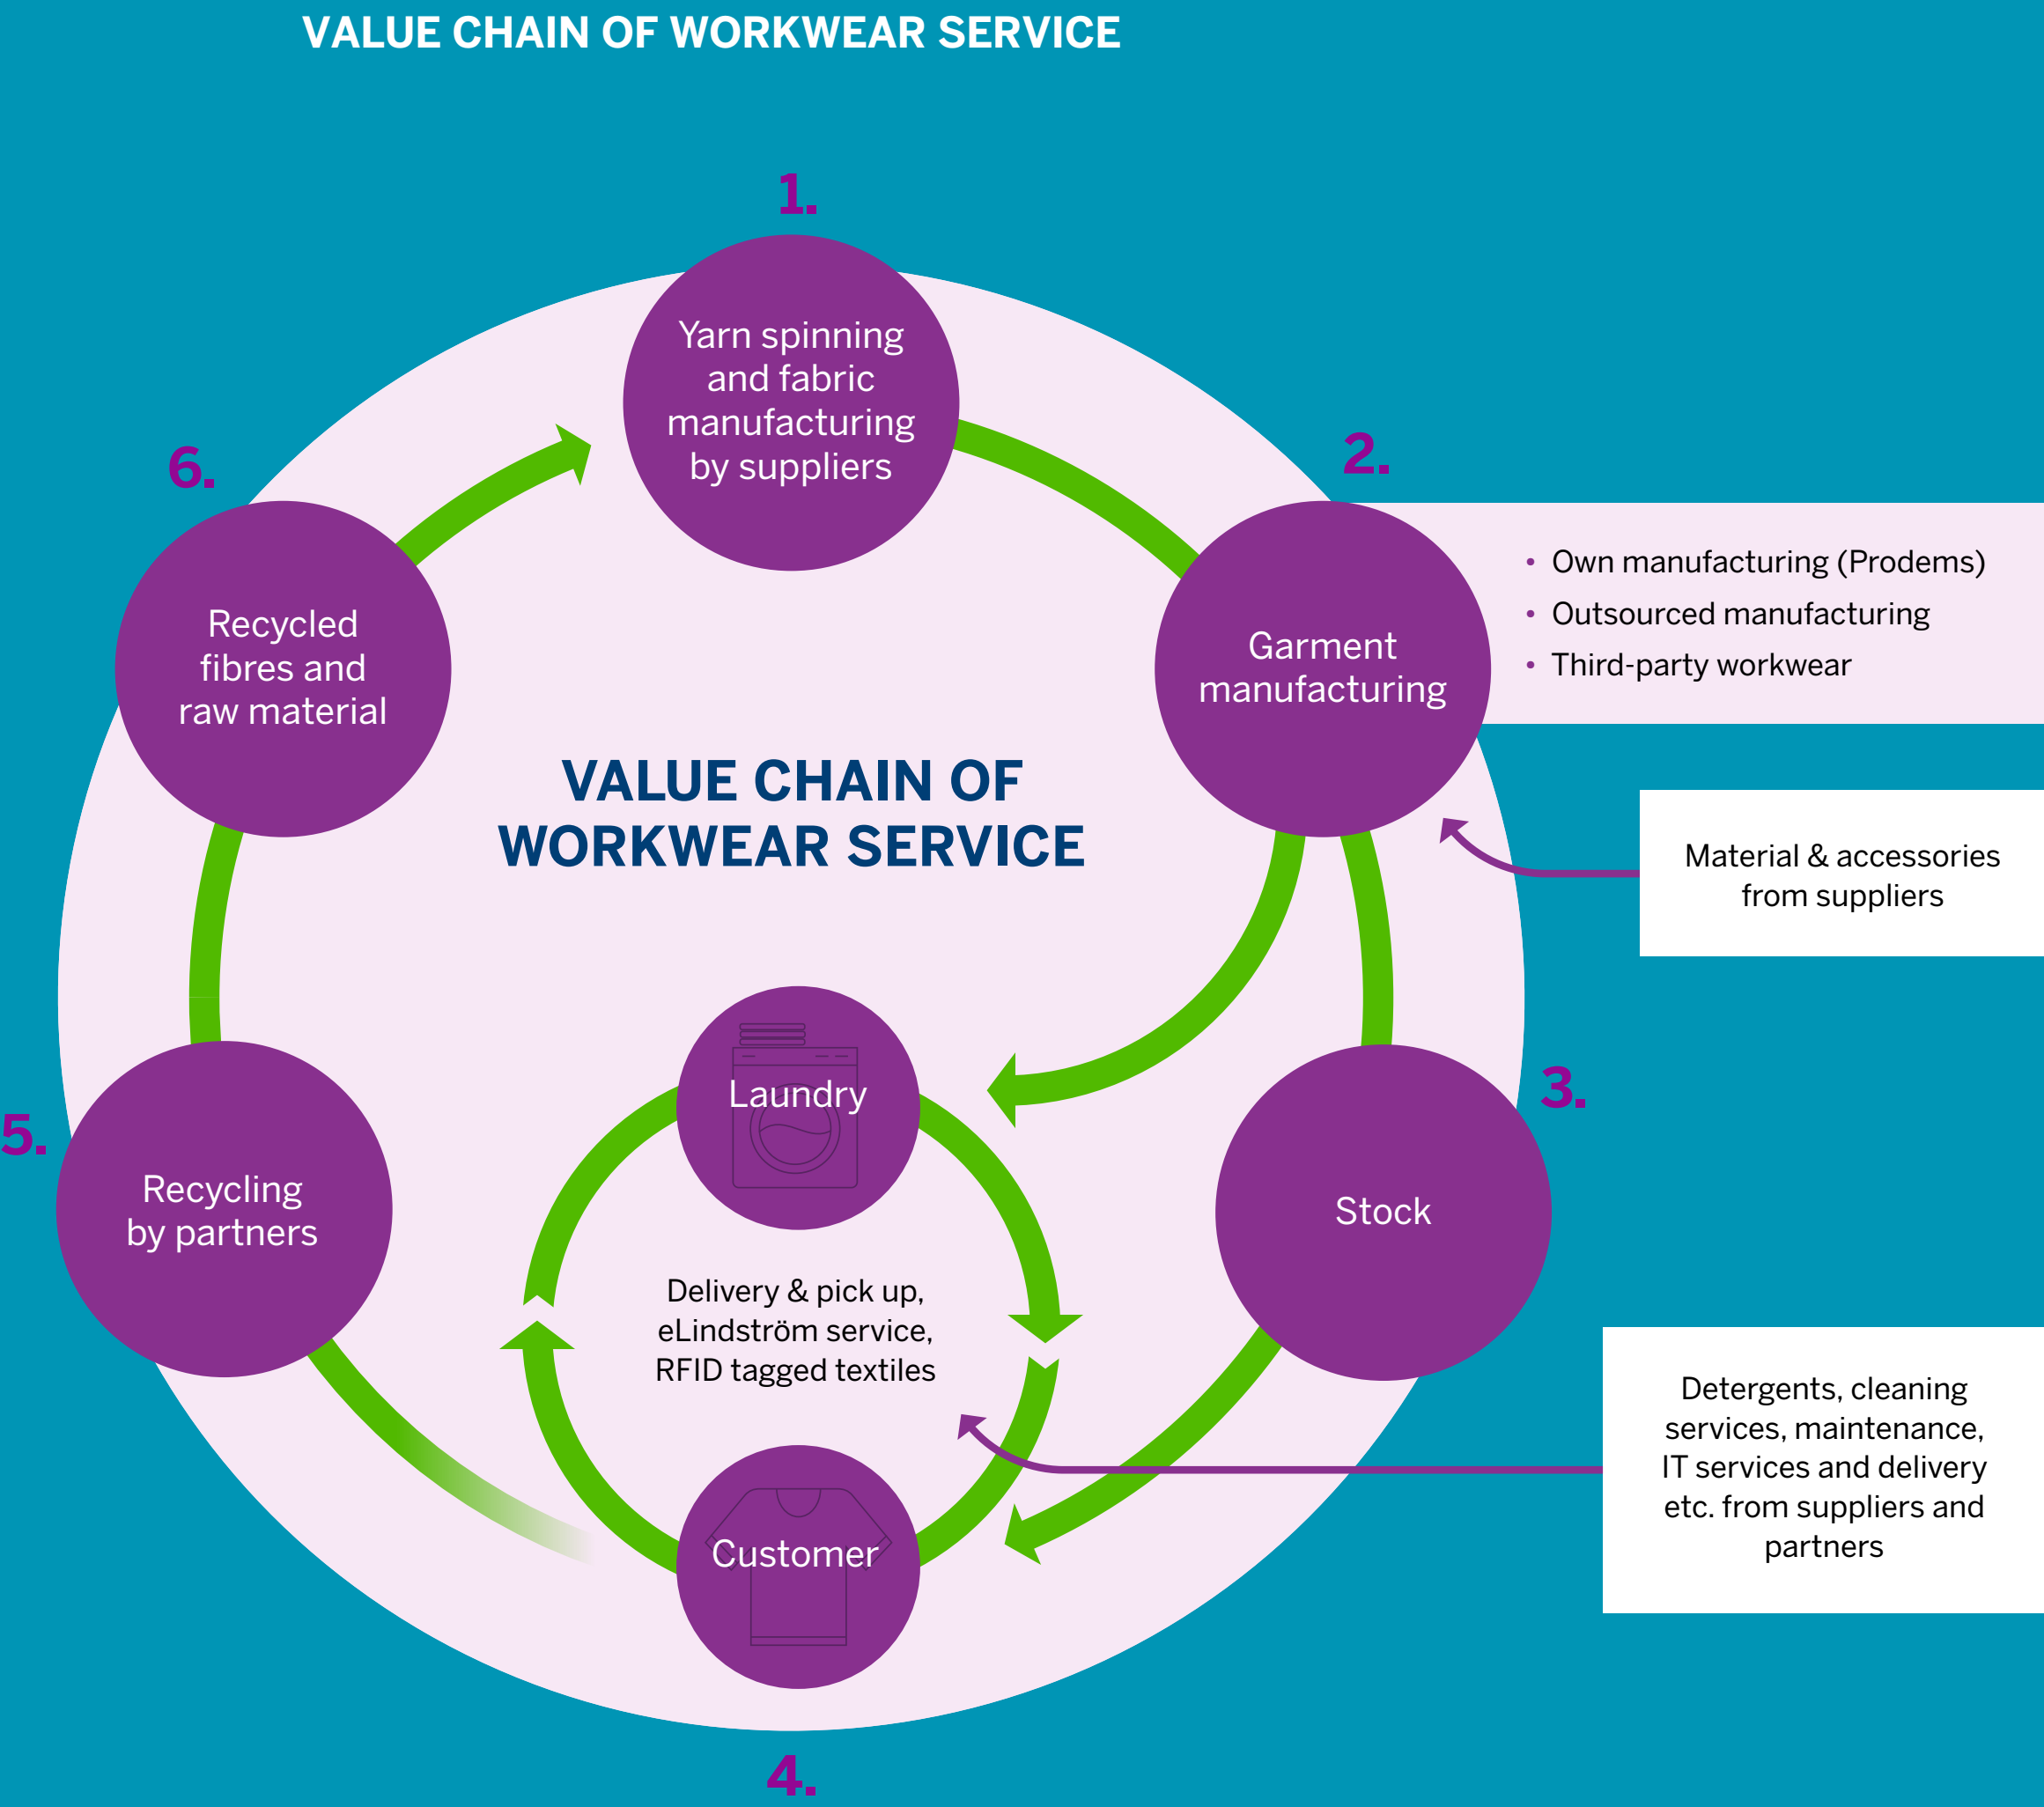 VALUE CHAIN OF WORKWEAR SERVICE
1.
Yarn spinning
and fabric
manufacturing
by suppliers
2.
Garment
manufacturing
• Own manufacturing (Prodems)
• Outsourced manufacturing
• Third-party workwear
Material & accessories
from suppliers
6.
Recycled
fibres and
raw material
VALUE CHAIN OF
WORKWEAR SERVICE
3.
Stock
5.
Recycling
by partners
Laundry
Delivery & pick up,
eLindström service,
RFID tagged textiles
Customer
Detergents, cleaning
services, maintenance,
IT services and delivery
etc. from suppliers and
partners
4.